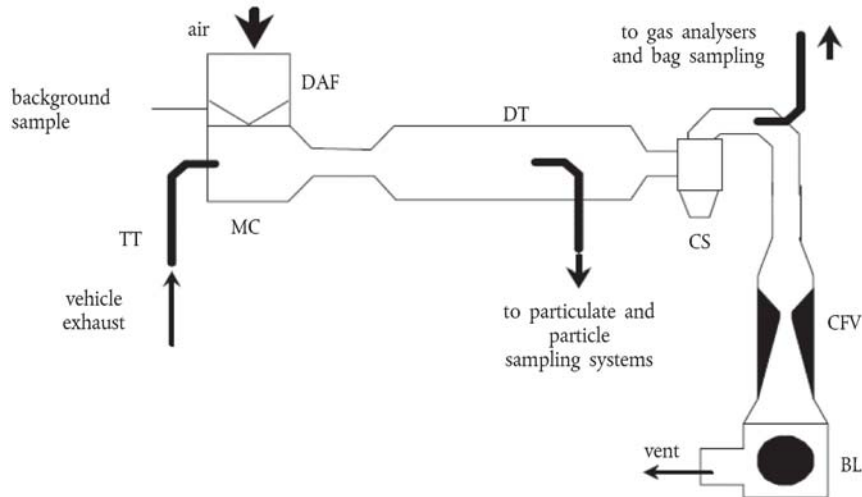 air
to gas analysers
and bag sampling
DAF
background
sample
DT
TT
MC
CS
vehicle
exhaust
to particulate and
particle
sampling systems
CFV
vent
BL